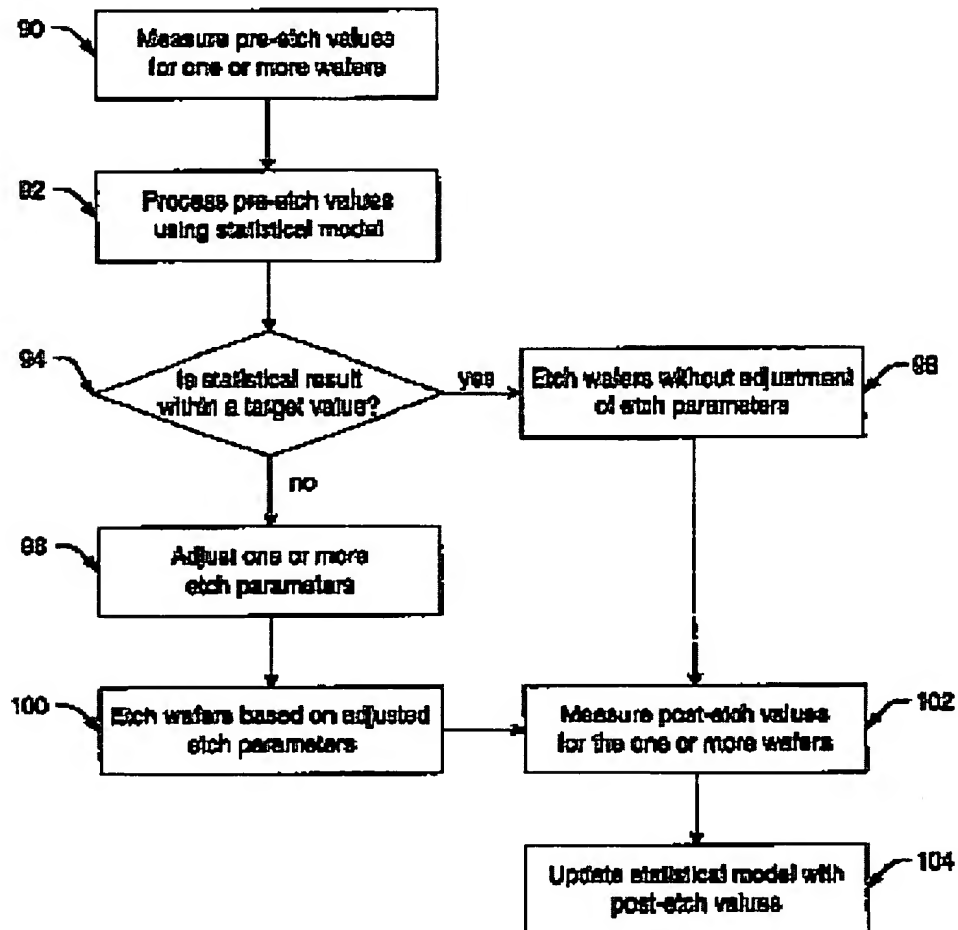 90
Measure pre-etch values
for one or more wafers
92
Process pre-etch values
using statistical model
94
Is statistical result
within a target value?
yes
Etch wafers without adjustment
of etch parameters
no
Adjust one or more
etch parameters
100
Etch wafers based on adjusted
etch parameters
Measure post-etch values
for the one or more wafers
102
Update statistical model with
post-etch values
104